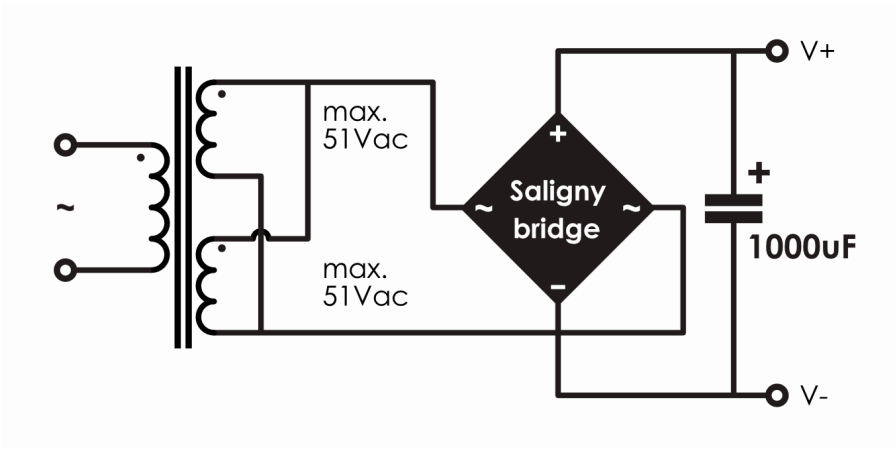 V+
max.
51Vac
+
+
~
~
Saligny
~
bridge
1000uF
max.
51Vac
–
V-